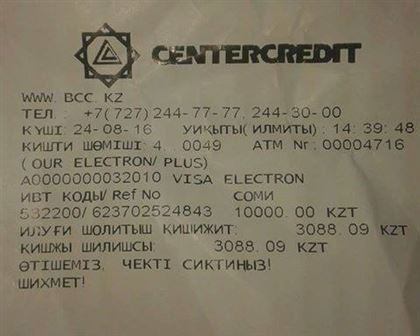 CENTERCREDIT
WWW. BCC. KZ
ТЕЛ. : +7(727)244-77-77, 244-30-00
КҮШІ: 24-08-16 УИҚЫТЫ(ИЛМИТЫ): 14:39:48
КИШТИ ШӨМІШІ: 4...0049 ATM Nr: 00004716
(OUR ELECTRON/ PLUS)
A0000000032010 VISA ELECTRON
ИВТ КОДЫ/ Ref No СОМИ
532200/ 623702524843 10000.00 KZT
ИЛУҒИ ШОЛИТЫШ ҚИШИЖИТ: 3088.09 KZT
КИШЖЫ ШИЛИШСЫ: 3088.09 KZT
ӨТІШЕМІЗ, ЧЕКТІ СИКТИНЫЗ!
ШИХМЕТ!